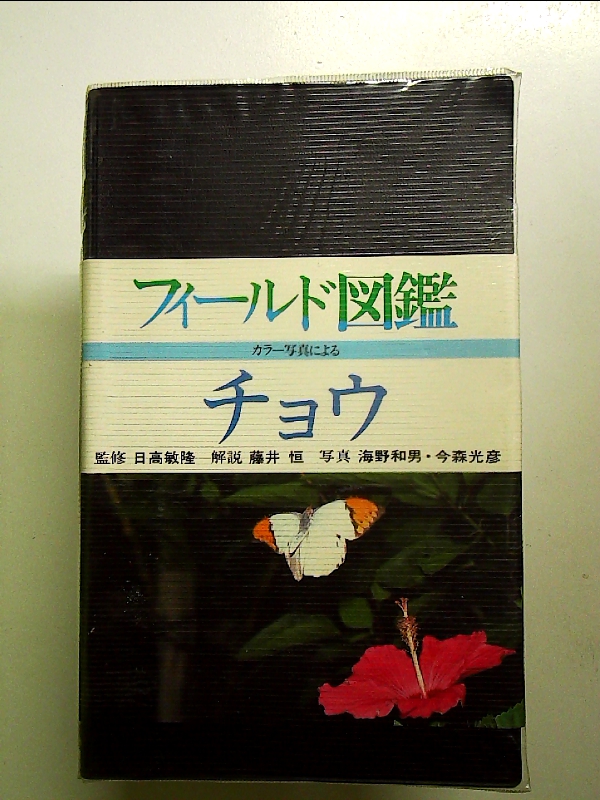 フィールド図鑑
カラー写真による
チョウ
監修 日高敏隆 解説 藤井 恒 写真 海野和男・今森光彦